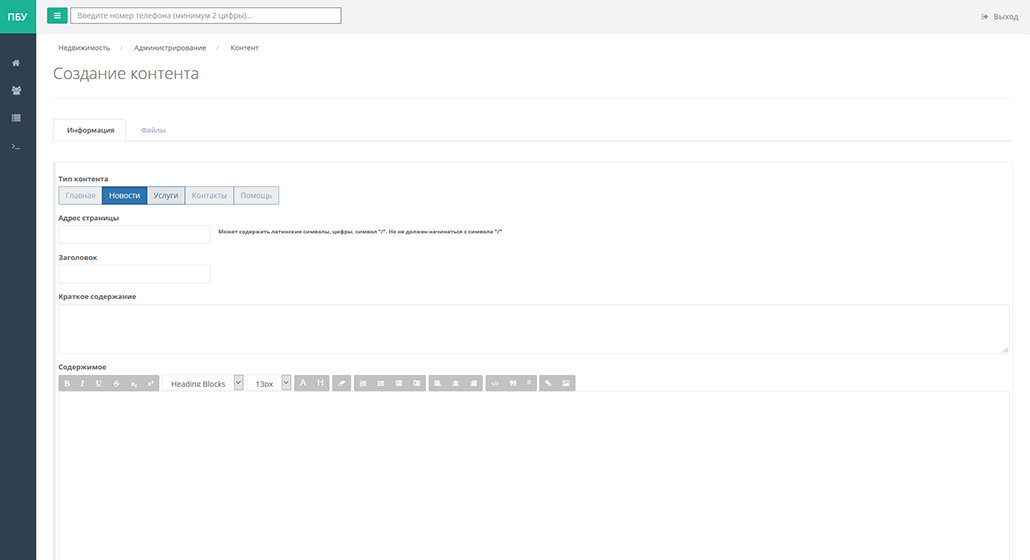 ПБУ
Введите номер телефона (минимум 2 цифры)...
Выход
Недвижимость / Администрирование / Контент
Создание контента
Информация Файлы
Тип контента
Главная Новости Услуги Контакты Помощь
Адрес страницы
Может содержать латинские символы, цифры, символ "/". Но не должен начинаться с символа "/"
Заголовок
Краткое содержание
Содержимое
B I U S x₂ x² Heading Blocks 13px A H P